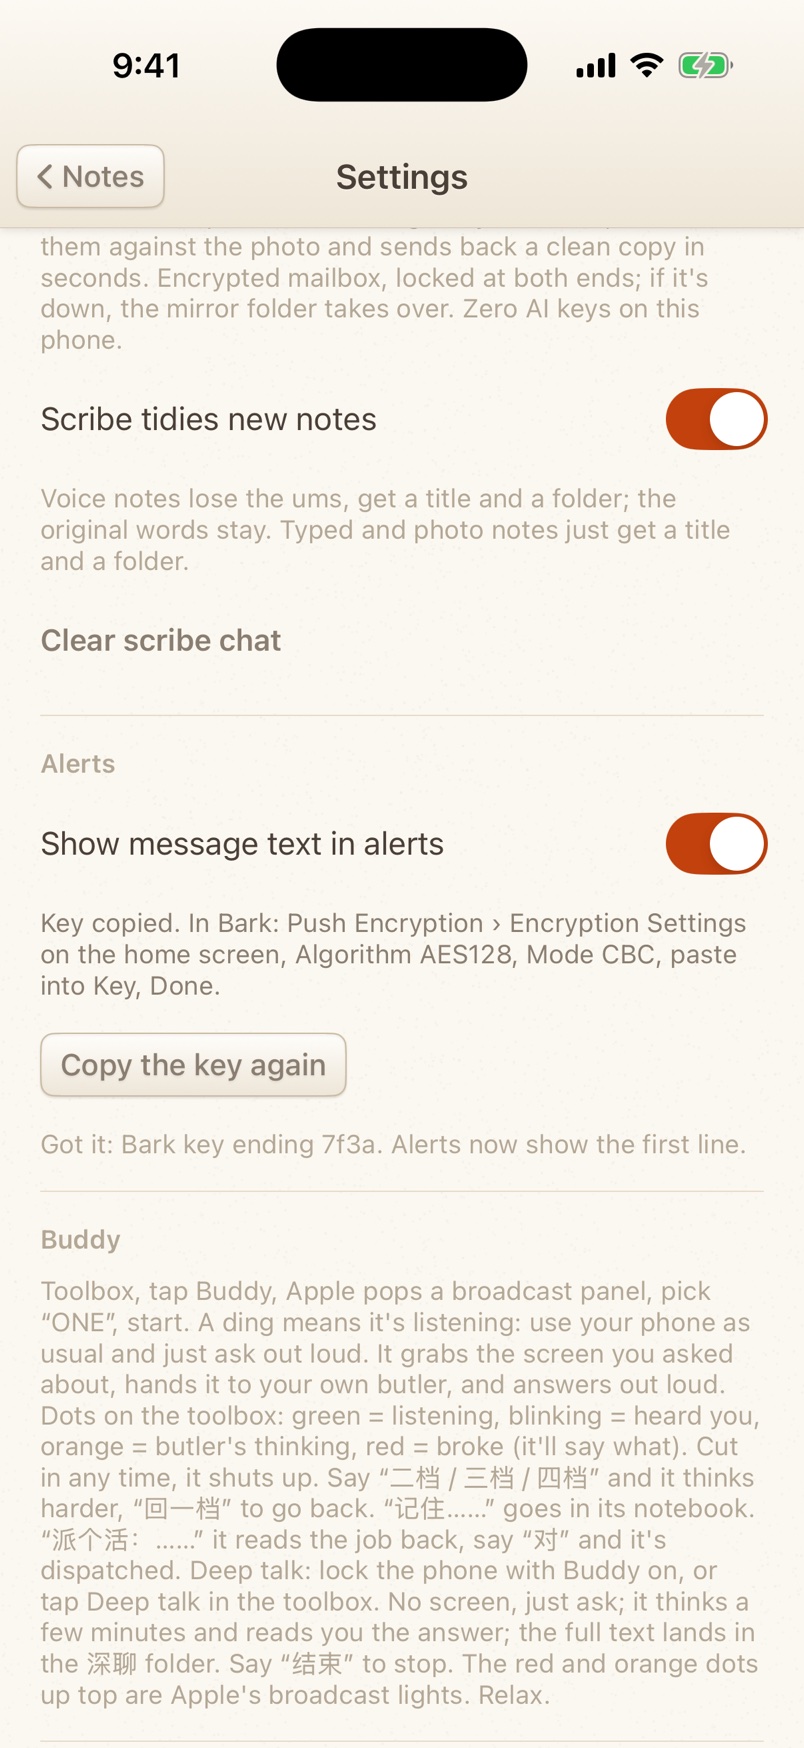 9:41
Notes
Settings
them against the photo and sends back a clean copy in
seconds. Encrypted mailbox, locked at both ends; if it's
down, the mirror folder takes over. Zero AI keys on this
phone.
Scribe tidies new notes
Voice notes lose the ums, get a title and a folder; the
original words stay. Typed and photo notes just get a title
and a folder.
Clear scribe chat
Alerts
Show message text in alerts
Key copied. In Bark: Push Encryption › Encryption Settings
on the home screen, Algorithm AES128, Mode CBC, paste
into Key, Done.
Copy the key again
Got it: Bark key ending 7f3a. Alerts now show the first line.
Buddy
Toolbox, tap Buddy, Apple pops a broadcast panel, pick
“ONE”, start. A ding means it's listening: use your phone as
usual and just ask out loud. It grabs the screen you asked
about, hands it to your own butler, and answers out loud.
Dots on the toolbox: green = listening, blinking = heard you,
orange = butler's thinking, red = broke (it'll say what). Cut
in any time, it shuts up. Say “二档 / 三档 / 四档” and it thinks
harder, “回一档” to go back. “记住……” goes in its notebook.
“派个活：……” it reads the job back, say “对” and it's
dispatched. Deep talk: lock the phone with Buddy on, or
tap Deep talk in the toolbox. No screen, just ask; it thinks a
few minutes and reads you the answer; the full text lands in
the 深聊 folder. Say “结束” to stop. The red and orange dots
up top are Apple's broadcast lights. Relax.